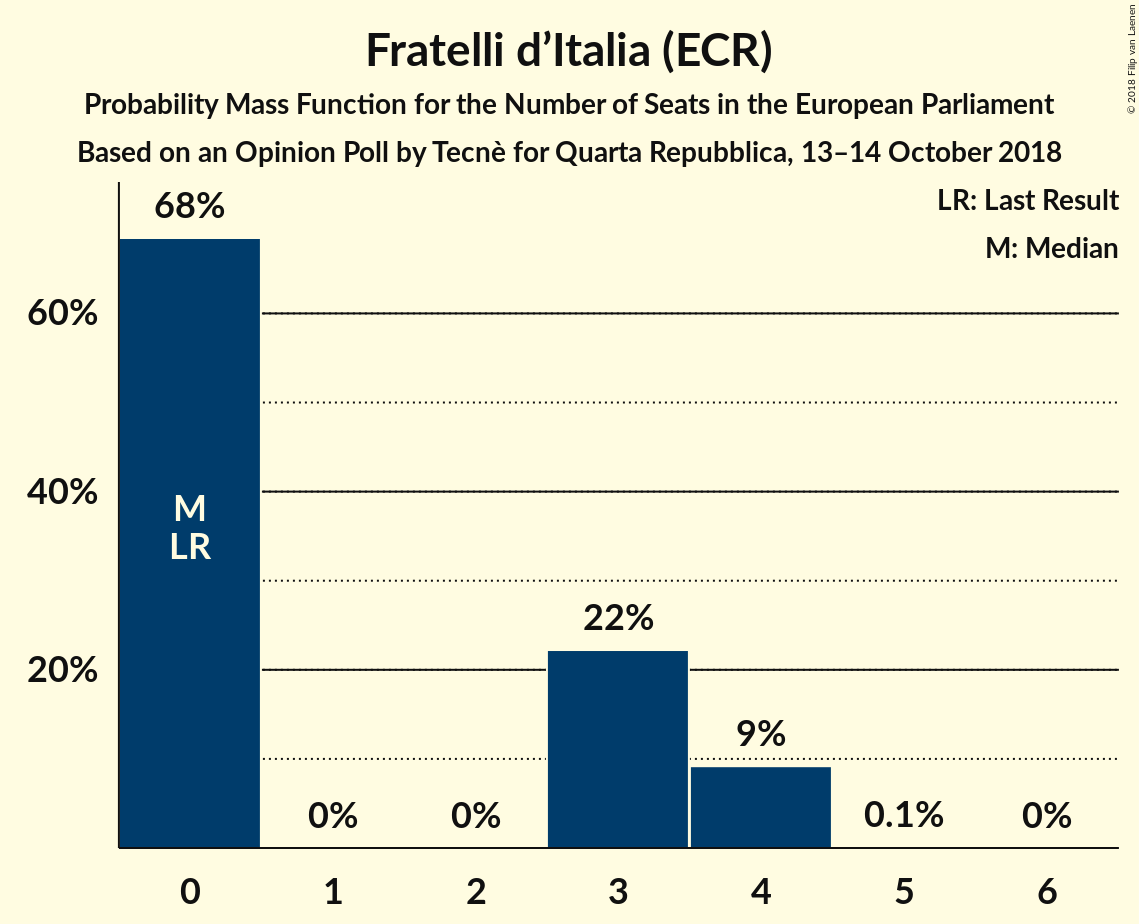 Fratelli d’Italia (ECR)
Probability Mass Function for the Number of Seats in the European Parliament
Based on an Opinion Poll by Tecnè for Quarta Repubblica, 13–14 October 2018
© 2018 Filip van Laenen
LR: Last Result
M: Median
68%
60%
40%
20%
M
LR
0%
0%
22%
9%
0.1%
0%
0 1 2 3 4 5 6